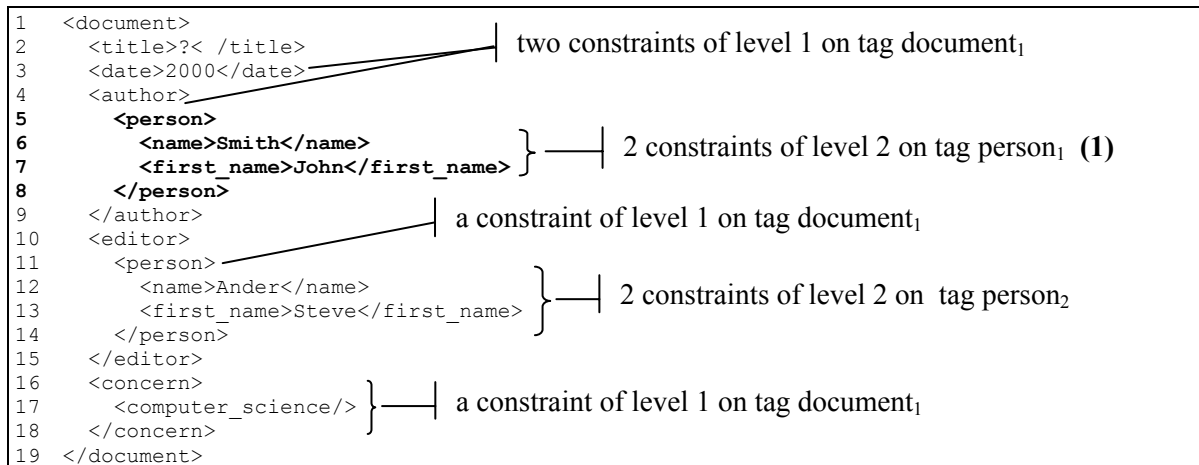 1 <document>
2 <title>?< /title>
two constraints of level 1 on tag document₁
3 <date>2000</date>
4 <author>
5 <person>
6 <name>Smith</name>
2 constraints of level 2 on tag person₁ (1)
7 <first_name>John</first_name>
8 </person>
9 </author>
a constraint of level 1 on tag document₁
10 <editor>
11 <person>
12 <name>Ander</name>
13 <first_name>Steve</first_name>
2 constraints of level 2 on tag person₂
14 </person>
15 </editor>
16 <concern>
17 <computer_science/>
a constraint of level 1 on tag document₁
18 </concern>
19 </document>